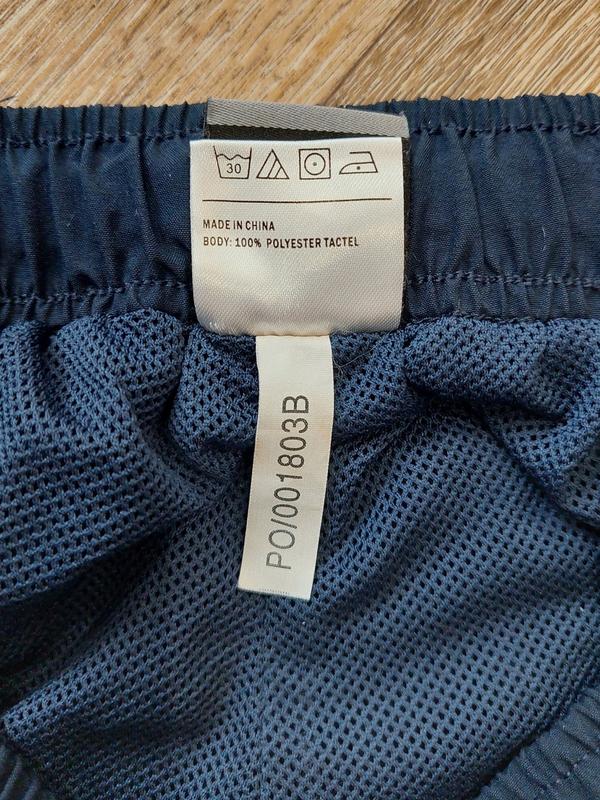 30
MADE IN CHINA
BODY: 100% POLYESTER TACTEL
PO/001803B